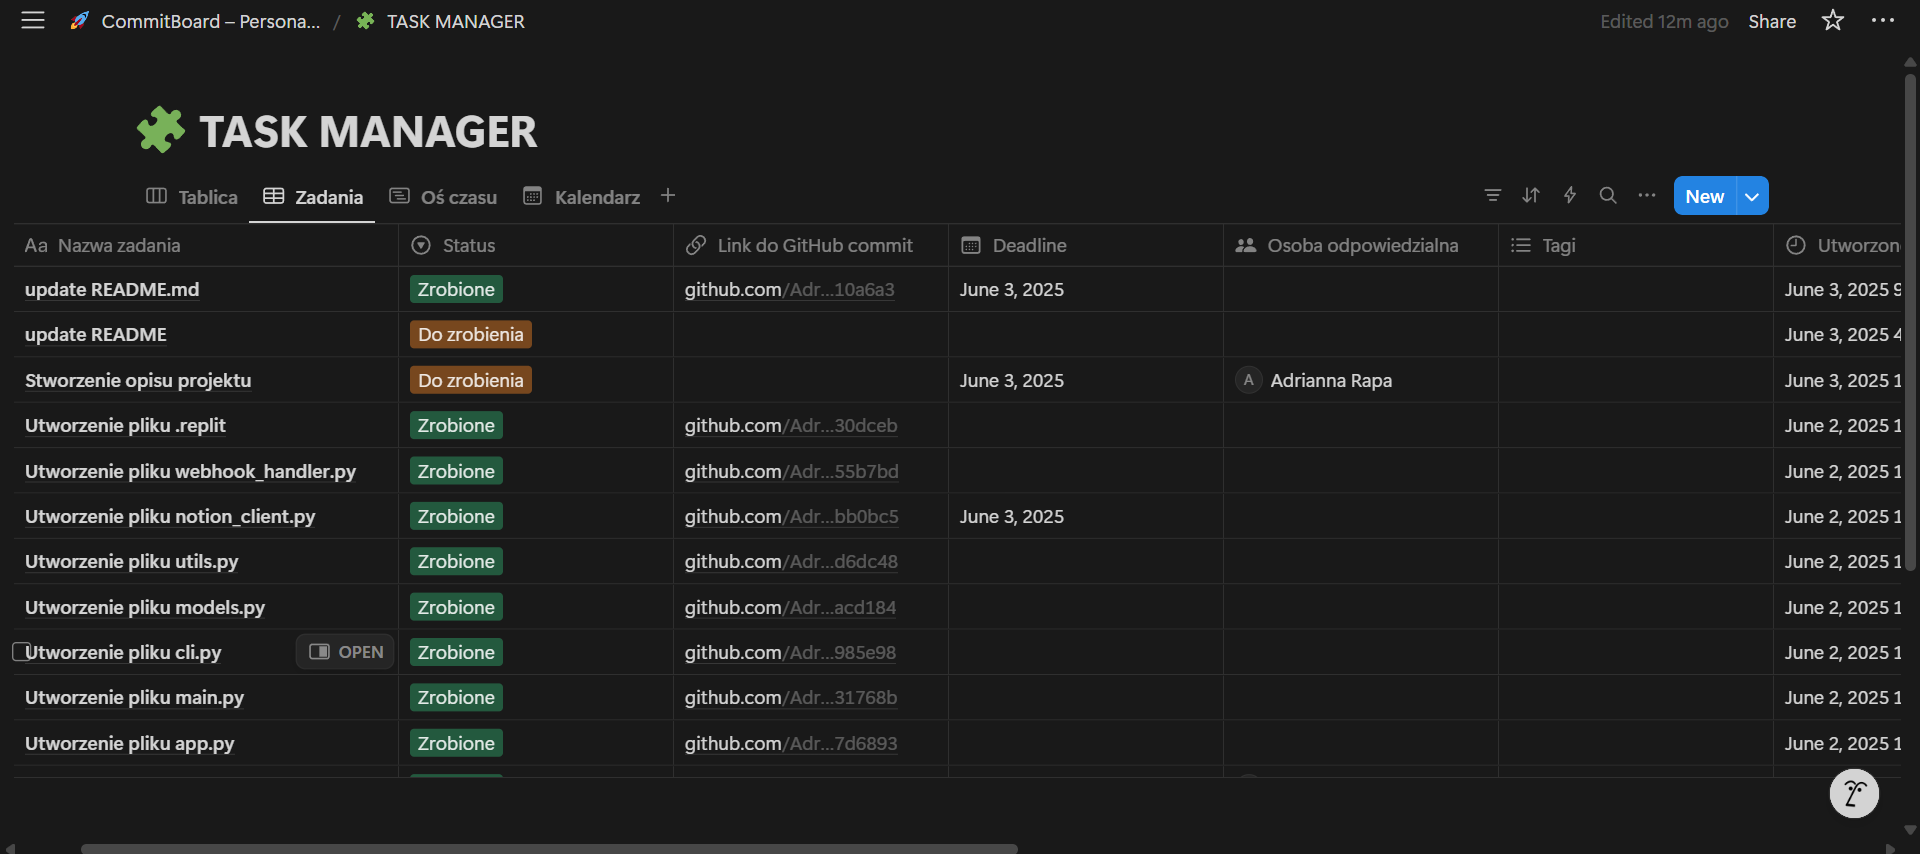 CommitBoard – Persona... / TASK MANAGER Edited 12m ago Share
TASK MANAGER
Tablica Zadania Oś czasu Kalendarz + New
Aa Nazwa zadania Status Link do GitHub commit Deadline Osoba odpowiedzialna Tagi Utworzon
update README.md Zrobione github.com/Adr...10a6a3 June 3, 2025 June 3, 2025 9
update README Do zrobienia June 3, 2025 4
Stworzenie opisu projektu Do zrobienia June 3, 2025 A Adrianna Rapa June 3, 2025 1
Utworzenie pliku .replit Zrobione github.com/Adr...30dceb June 2, 2025 1
Utworzenie pliku webhook_handler.py Zrobione github.com/Adr...55b7bd June 2, 2025 1
Utworzenie pliku notion_client.py Zrobione github.com/Adr...bb0bc5 June 3, 2025 June 2, 2025 1
Utworzenie pliku utils.py Zrobione github.com/Adr...d6dc48 June 2, 2025 1
Utworzenie pliku models.py Zrobione github.com/Adr...acd184 June 2, 2025 1
Utworzenie pliku cli.py OPEN Zrobione github.com/Adr...985e98 June 2, 2025 1
Utworzenie pliku main.py Zrobione github.com/Adr...31768b June 2, 2025 1
Utworzenie pliku app.py Zrobione github.com/Adr...7d6893 June 2, 2025 1